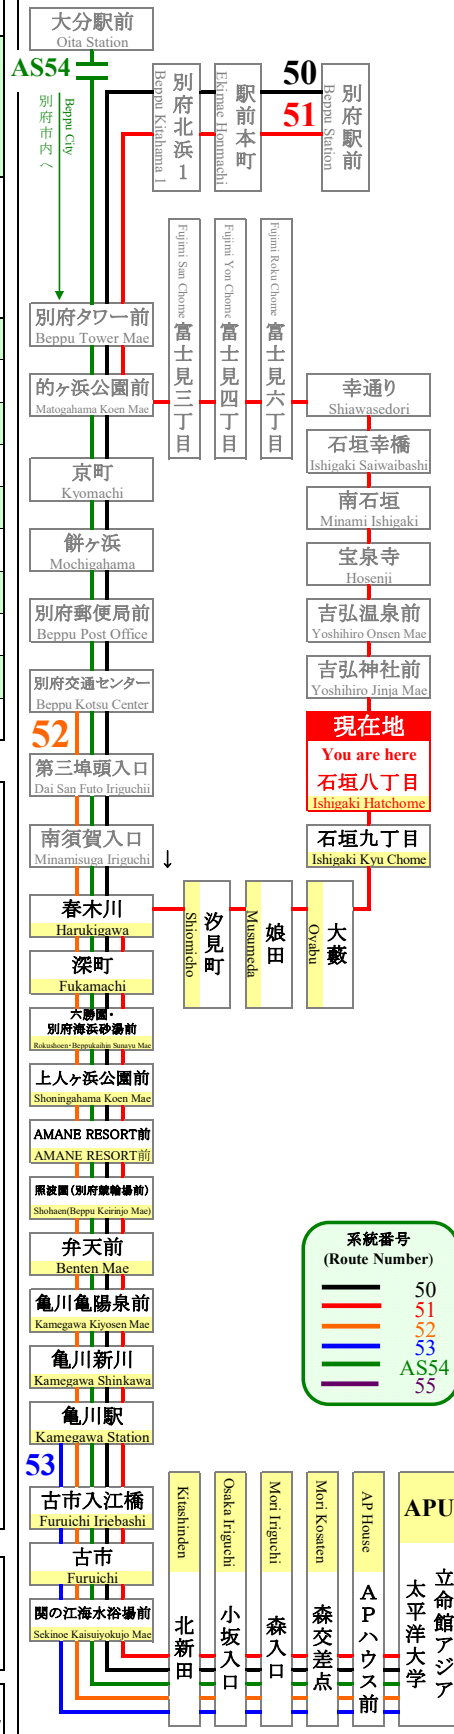 大分駅前
Oita Station
AS54
Beppu City
別府市内へ
別府北浜1
Beppu Kitahama 1
駅前本町
Ekimae Honmachi
50
51
別府駅前
Beppu Station
別府タワー前
Beppu Tower Mae
的ヶ浜公園前
Matogahama Koen Mae
Fujimi San Chome
富士見三丁目
Fujimi Yon Chome
富士見四丁目
Fujimi Roku Chome
富士見六丁目
幸通り
Shiawasedori
石垣幸橋
Ishigaki Saiwaibashi
南石垣
Minami Ishigaki
宝泉寺
Hosenji
吉弘温泉前
Yoshihiro Onsen Mae
吉弘神社前
Yoshihiro Jinja Mae
現在地
You are here
石垣八丁目
Ishigaki Hatchome
石垣九丁目
Ishigaki Kyu Chome
京町
Kyomachi
餅ヶ浜
Mochigahama
別府郵便局前
Beppu Post Office
別府交通センター
Beppu Kotsu Center
52
第三埠頭入口
Dai San Futo Iriguchii
南須賀入口
Minamisuga Iriguchi
↓
春木川
Harukigawa
汐見町
Shiomicho
娘田
Musumeda
大藪
Oyabu
深町
Fukamachi
六勝園・
別府海浜砂湯前
Rokushoen・Beppukaihin Sunayu Mae
上人ヶ浜公園前
Shoningahama Koen Mae
AMANE RESORT前
AMANE RESORT前
照波園(別府競輪場前)
Shohaen(Beppu Keirinjo Mae)
弁天前
Benten Mae
亀川亀陽泉前
Kamegawa Kiyosen Mae
亀川新川
Kamegawa Shinkawa
亀川駅
Kamegawa Station
53
古市入江橋
Furuichi Iriebashi
古市
Furuichi
関の江海水浴場前
Sekinoe Kaisuiyokujo Mae
系統番号
(Route Number)
50
51
52
53
AS54
55
Kitashinden
北新田
Osaka Iriguchi
小坂入口
Mori Iriguchi
森入口
Mori Kosaten
森交差点
AP House
APハウス前
APU
立命館アジア
太平洋大学